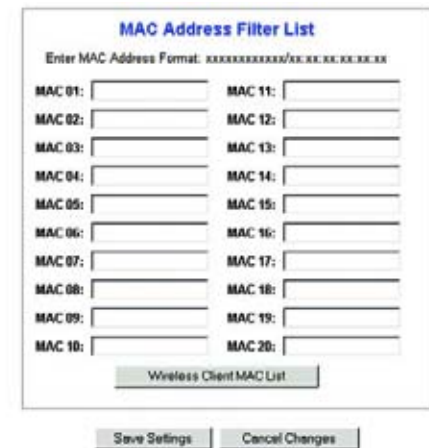 MAC Address Filter List
Enter MAC Address Format: xxxxxxxxxxxx/xx:xx:xx:xx:xx:xx
MAC 01: MAC 11:
MAC 02: MAC 12:
MAC 03: MAC 13:
MAC 04: MAC 14:
MAC 05: MAC 15:
MAC 06: MAC 16:
MAC 07: MAC 17:
MAC 08: MAC 18:
MAC 09: MAC 19:
MAC 10: MAC 20:
Wireless Client MAC List
Save Settings Cancel Changes